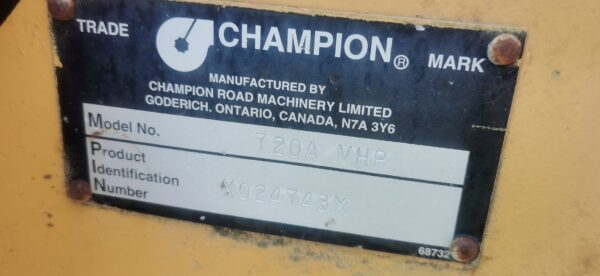 TRADE CHAMPION® MARK
MANUFACTURED BY
CHAMPION ROAD MACHINERY LIMITED
GODERICH, ONTARIO, CANADA, N7A 3Y6
Model No. 720A VHP
Product
Identification
Number X024743X
68732